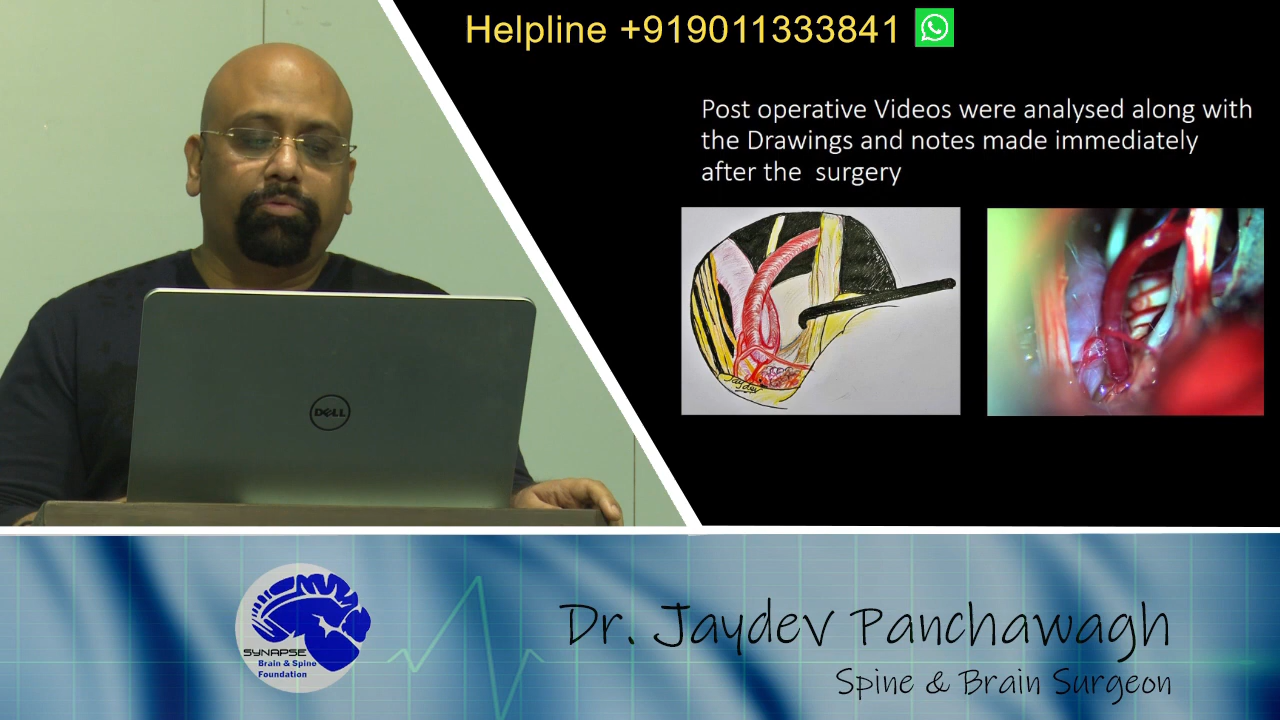 Helpline +919011333841
Post operative Videos were analysed along with
the Drawings and notes made immediately
after the surgery
Jaydev
DELL
SYNAPSE
Brain & Spine
Foundation
Dr. Jaydev Panchawagh
Spine & Brain Surgeon